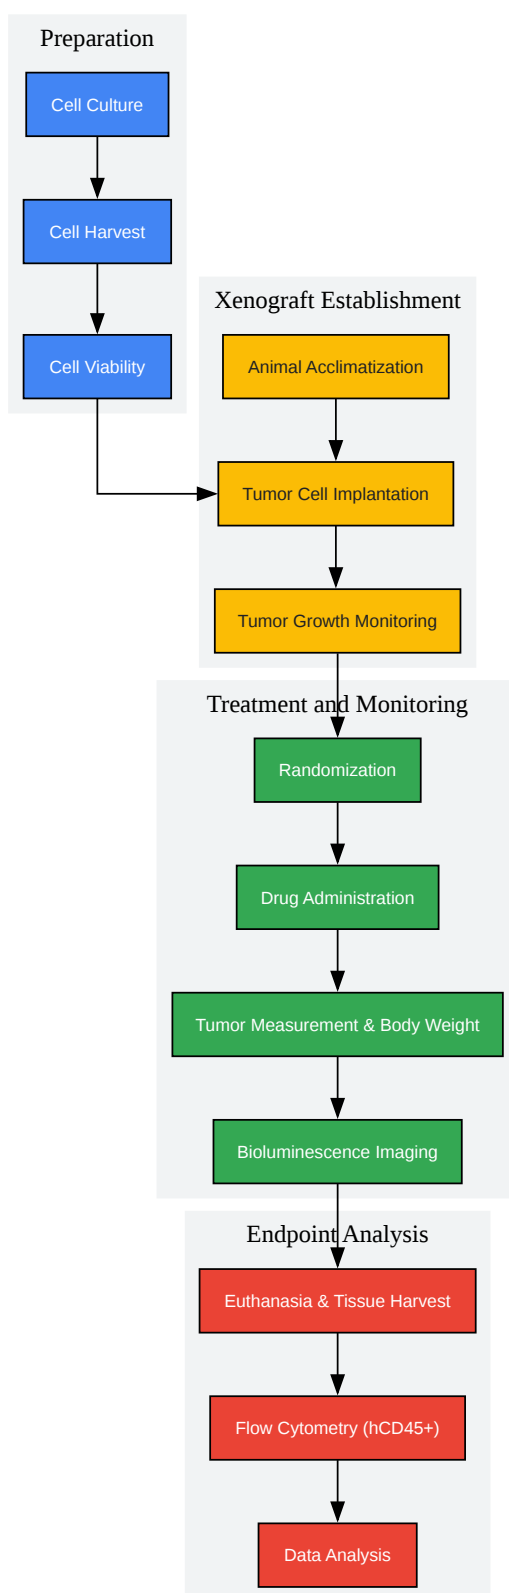 Preparation
Cell Culture
Cell Harvest
Cell Viability
Xenograft Establishment
Animal Acclimatization
Tumor Cell Implantation
Tumor Growth Monitoring
Treatment and Monitoring
Randomization
Drug Administration
Tumor Measurement & Body Weight
Bioluminescence Imaging
Endpoint Analysis
Euthanasia & Tissue Harvest
Flow Cytometry (hCD45+)
Data Analysis